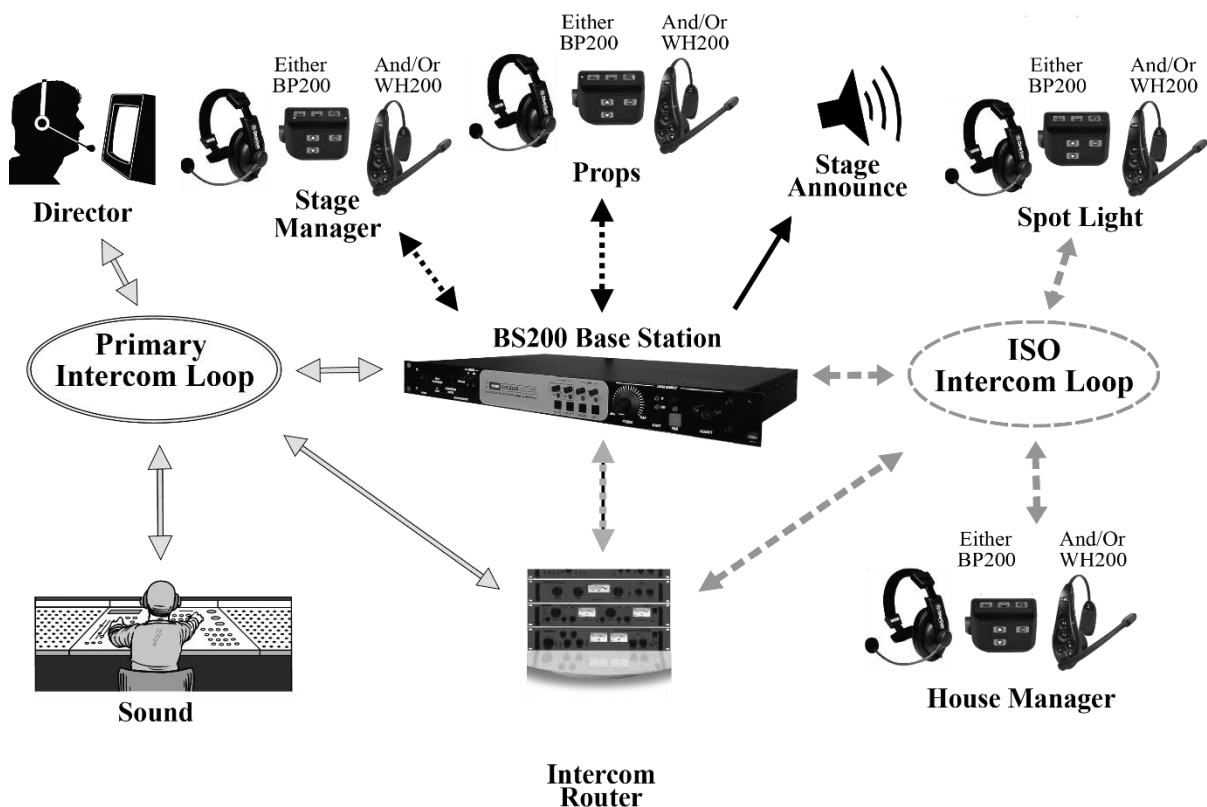 Either
BP200
And/Or
WH200
Either
BP200
And/Or
WH200
Either
BP200
And/Or
WH200
Director
Stage
Manager
Props
Stage
Announce
Spot Light
Primary
Intercom Loop
BS200 Base Station
ISO
Intercom Loop
Either
BP200
And/Or
WH200
Sound
House Manager
Intercom
Router